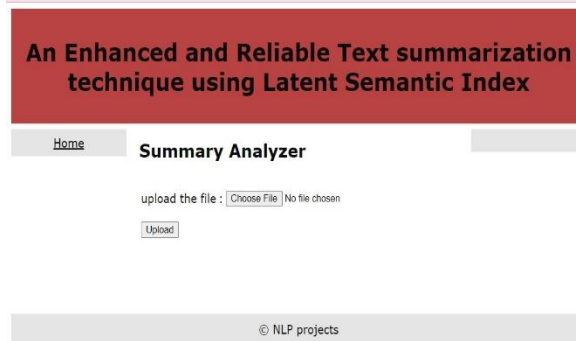 An Enhanced and Reliable Text summarization
technique using Latent Semantic Index
Home
Summary Analyzer
upload the file : Choose File No file chosen
Upload
© NLP projects